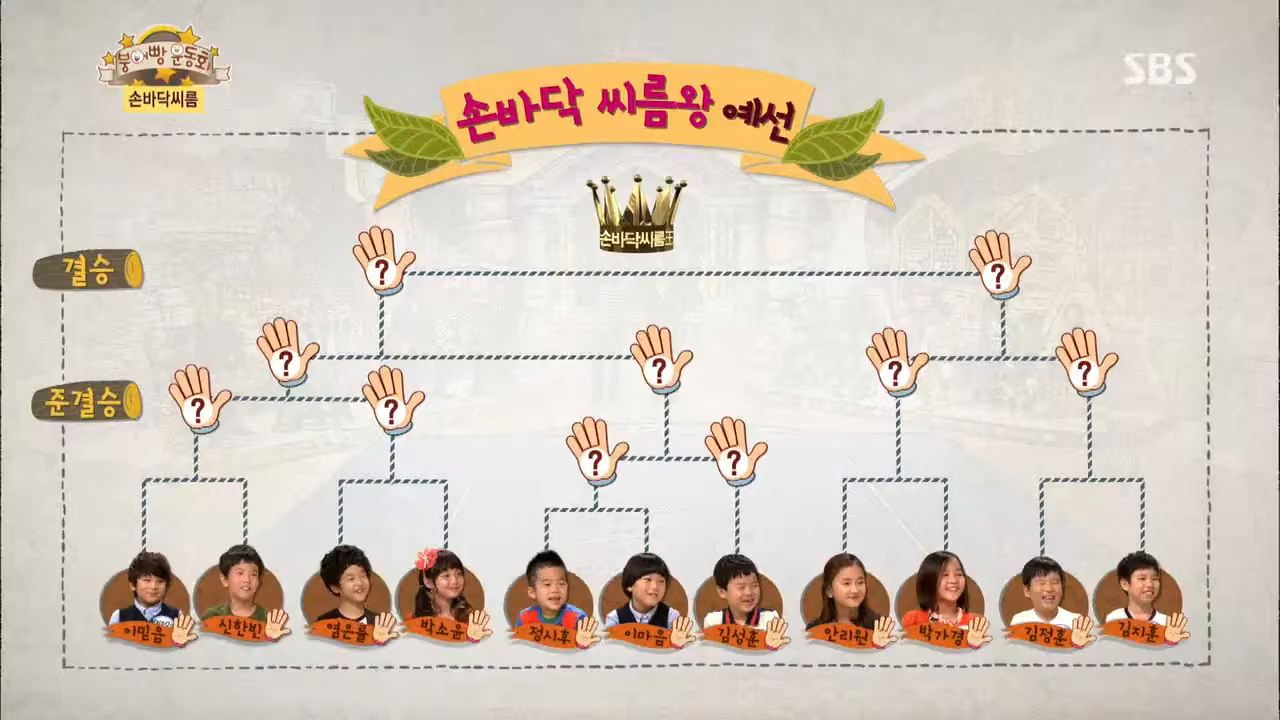 붕어빵 운동회
손바닥씨름
SBS
손바닥 씨름왕 예선
손바닥씨름王
결승
? ?
? ? ? ?
준결승
? ?
? ?
이믿음 신한빈 염은률 박소윤 정시후 이마음 김성훈 안리원 박가경 김정훈 김지훈